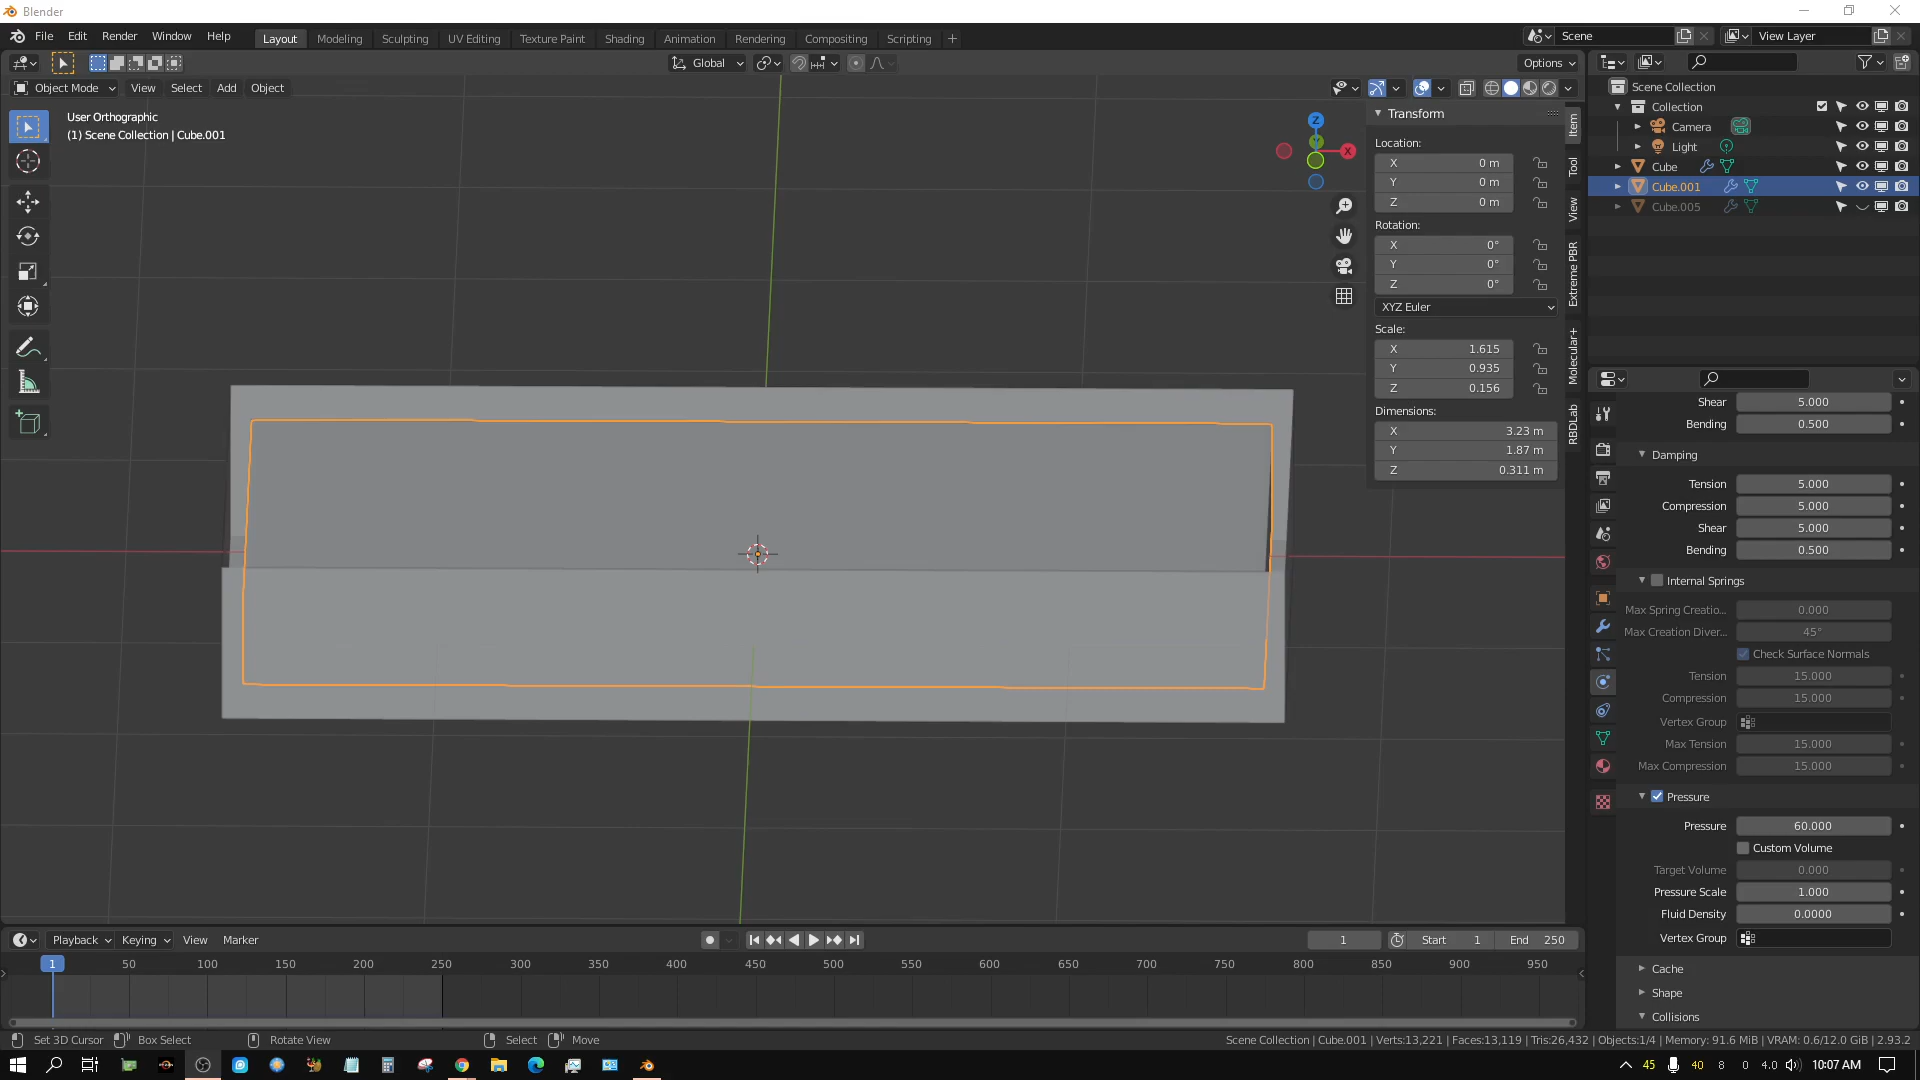 Blender
File Edit Render Window Help
Layout Modeling Sculpting UV Editing Texture Paint Shading Animation Rendering Compositing Scripting +
Scene
View Layer
Global
Options
Object Mode View Select Add Object
User Orthographic
(1) Scene Collection | Cube.001
Z
X
Transform
Location:
X 0 m
Y 0 m
Z 0 m
Rotation:
X 0°
Y 0°
Z 0°
XYZ Euler
Scale:
X 1.615
Y 0.935
Z 0.156
Dimensions:
X 3.23 m
Y 1.87 m
Z 0.311 m
Item
Tool
View
Extreme PBR
Molecular+
RBDLab
Scene Collection
Collection
Camera
Light
Cube
Cube.001
Cube.005
Shear 5.000
Bending 0.500
Damping
Tension 5.000
Compression 5.000
Shear 5.000
Bending 0.500
Internal Springs
Max Spring Creatio... 0.000
Max Creation Diver... 45°
Check Surface Normals
Tension 15.000
Compression 15.000
Vertex Group
Max Tension 15.000
Max Compression 15.000
Pressure
Pressure 60.000
Custom Volume
Target Volume 0.000
Pressure Scale 1.000
Fluid Density 0.0000
Vertex Group
Cache
Shape
Collisions
Playback Keying View Marker
1 Start 1 End 250
1 50 100 150 200 250 300 350 400 450 500 550 600 650 700 750 800 850 900 950
Set 3D Cursor Box Select Rotate View Select Move
Scene Collection | Cube.001 | Verts:13,221 | Faces:13,119 | Tris:26,432 | Objects:1/4 | Memory: 91.6 MiB | VRAM: 0.6/12.0 GiB | 2.93.2
45 40 8 0 4.0 10:07 AM